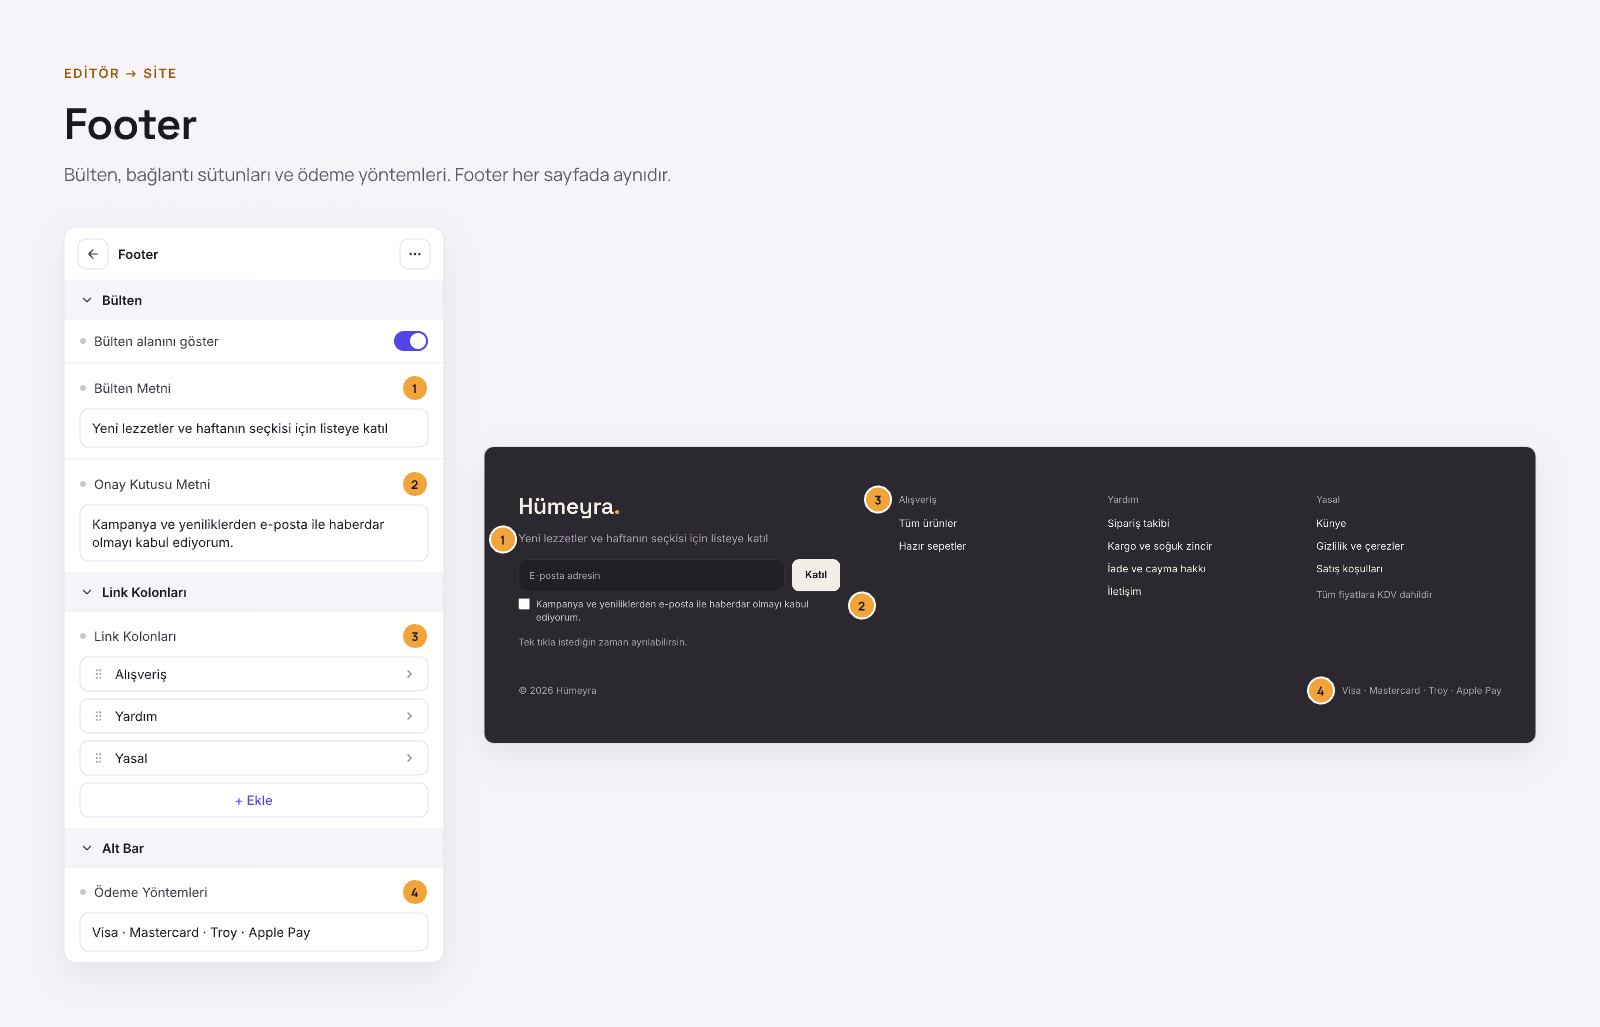 EDİTÖR → SİTE
Footer
Bülten, bağlantı sütunları ve ödeme yöntemleri. Footer her sayfada aynıdır.
Footer
Bülten
Bülten alanını göster
Bülten Metni
1
Yeni lezzetler ve haftanın seçkisi için listeye katıl
Onay Kutusu Metni
2
Kampanya ve yeniliklerden e-posta ile haberdar
olmayı kabul ediyorum.
Link Kolonları
Link Kolonları
3
Alışveriş
Yardım
Yasal
+ Ekle
Alt Bar
Ödeme Yöntemleri
4
Visa · Mastercard · Troy · Apple Pay
Hümeyra.
1
Yeni lezzetler ve haftanın seçkisi için listeye katıl
E-posta adresin
Katıl
Kampanya ve yeniliklerden e-posta ile haberdar olmayı kabul
ediyorum.
2
Tek tıkla istediğin zaman ayrılabilirsin.
3
Alışveriş
Tüm ürünler
Hazır sepetler
Yardım
Sipariş takibi
Kargo ve soğuk zincir
İade ve cayma hakkı
İletişim
Yasal
Künye
Gizlilik ve çerezler
Satış koşulları
Tüm fiyatlara KDV dahildir
© 2026 Hümeyra
4
Visa · Mastercard · Troy · Apple Pay